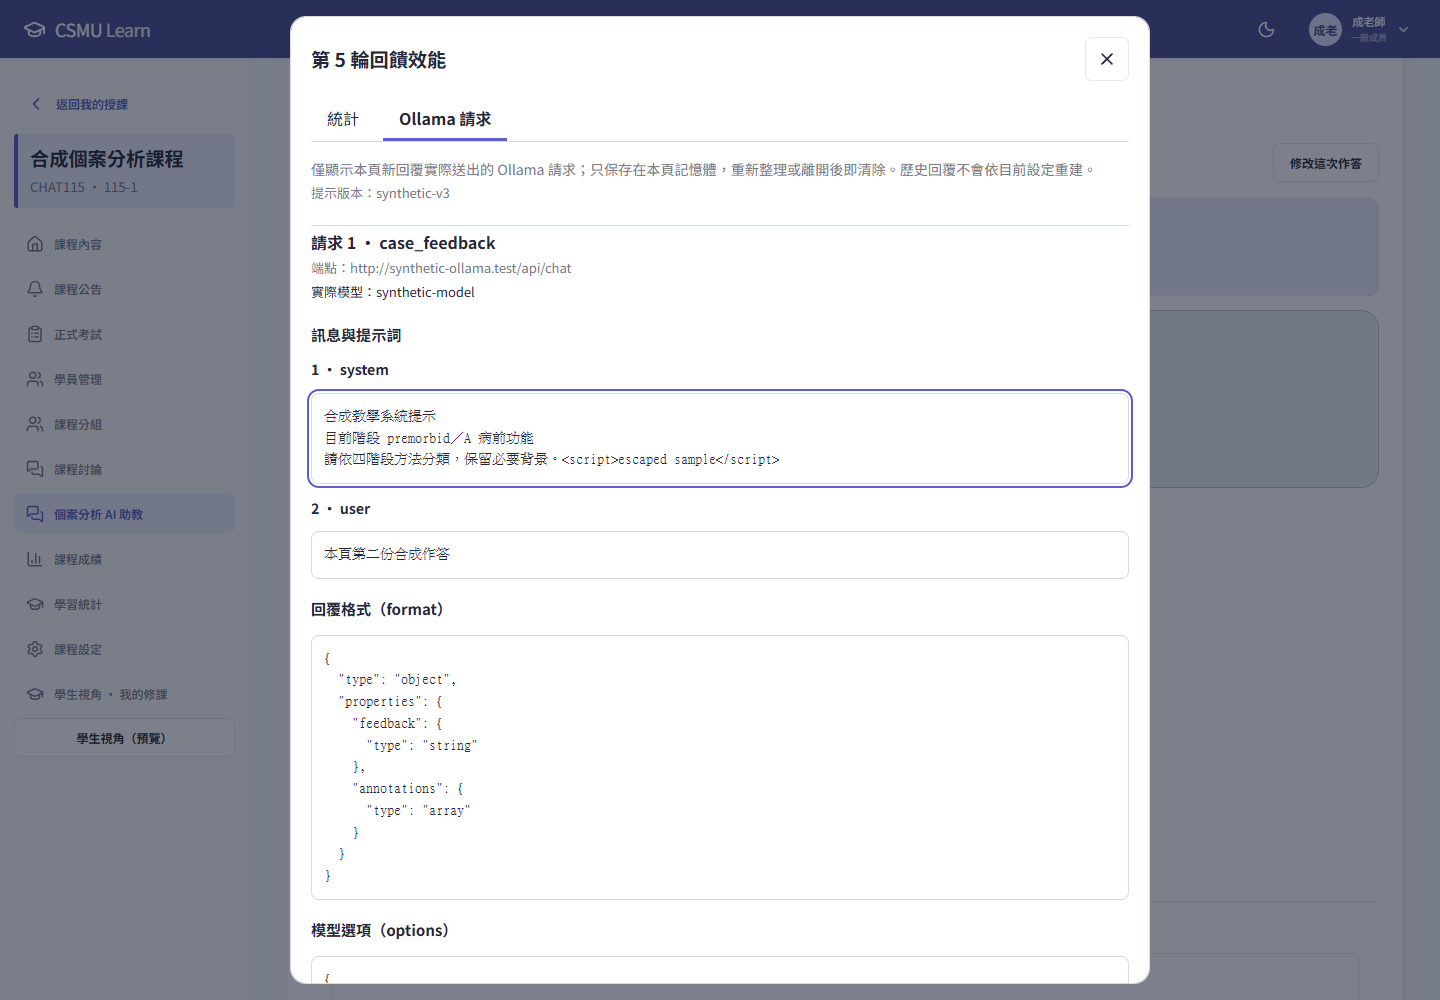 CSMU Learn
成老
成老師
一般成員
返回我的授課
合成個案分析課程
CHAT115 • 115-1
課程內容
課程公告
正式考試
學員管理
課程分組
課程討論
個案分析 AI 助教
課程成績
學習統計
課程設定
學生視角 • 我的修課
學生視角（預覽）
修改這次作答
第 5 輪回饋效能
統計
Ollama 請求
僅顯示本頁新回覆實際送出的 Ollama 請求；只保存在本頁記憶體，重新整理或離開後即清除。歷史回覆不會依目前設定重建。
提示版本：synthetic-v3
請求 1 • case_feedback
端點：http://synthetic-ollama.test/api/chat
實際模型：synthetic-model
訊息與提示詞
1 • system
合成教學系統提示
目前階段 premorbid／A 病前功能
請依四階段方法分類，保留必要背景。<script>escaped sample</script>
2 • user
本頁第二份合成作答
回覆格式（format）
{
  "type": "object",
  "properties": {
    "feedback": {
      "type": "string"
    },
    "annotations": {
      "type": "array"
    }
  }
}
模型選項（options）
{